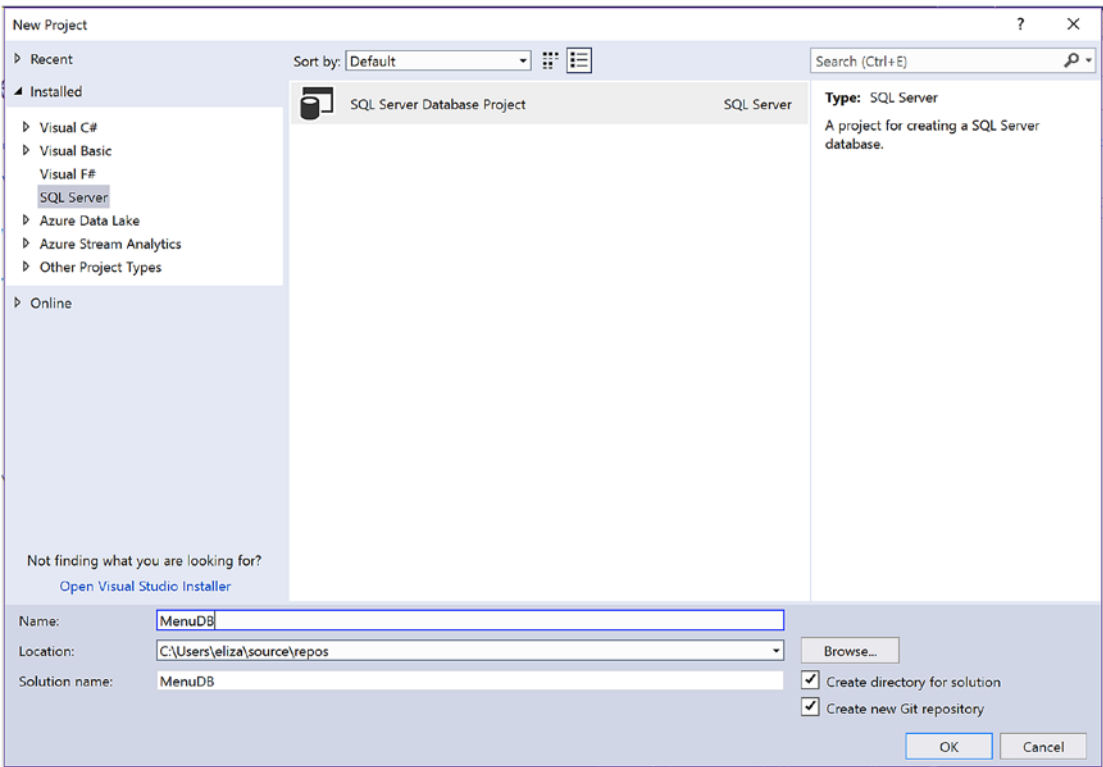 New Project
? ×
Recent
Installed
Visual C#
Visual Basic
Visual F#
SQL Server
Azure Data Lake
Azure Stream Analytics
Other Project Types
Online
Not finding what you are looking for?
Open Visual Studio Installer
Sort by: Default
SQL Server Database Project SQL Server
Search (Ctrl+E)
Type: SQL Server
A project for creating a SQL Server
database.
Name: MenuDB
Location: C:\Users\eliza\source\repos Browse...
Solution name: MenuDB
Create directory for solution
Create new Git repository
OK Cancel